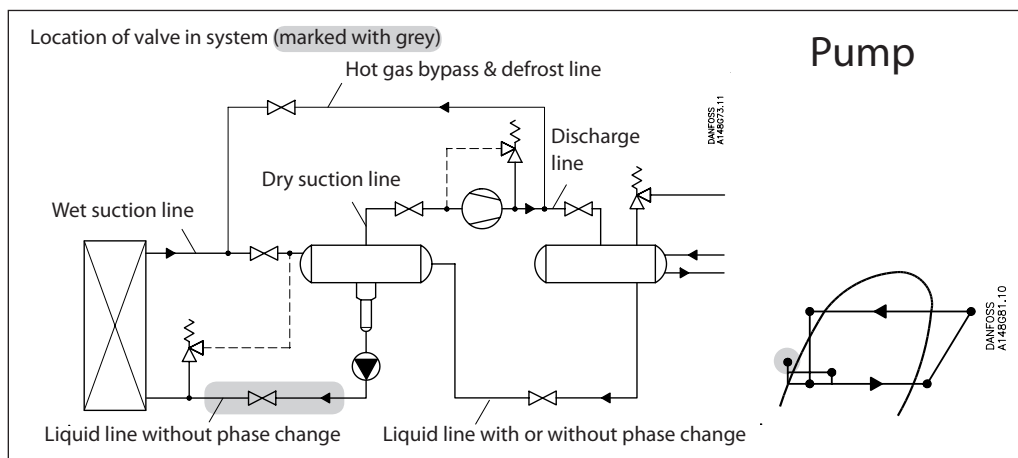 Location of valve in system (marked with grey)
Pump
Hot gas bypass & defrost line
DANFOSS
A148G73.11
Discharge
line
Dry suction line
Wet suction line
DANFOSS
A148G81.10
Liquid line without phase change
Liquid line with or without phase change